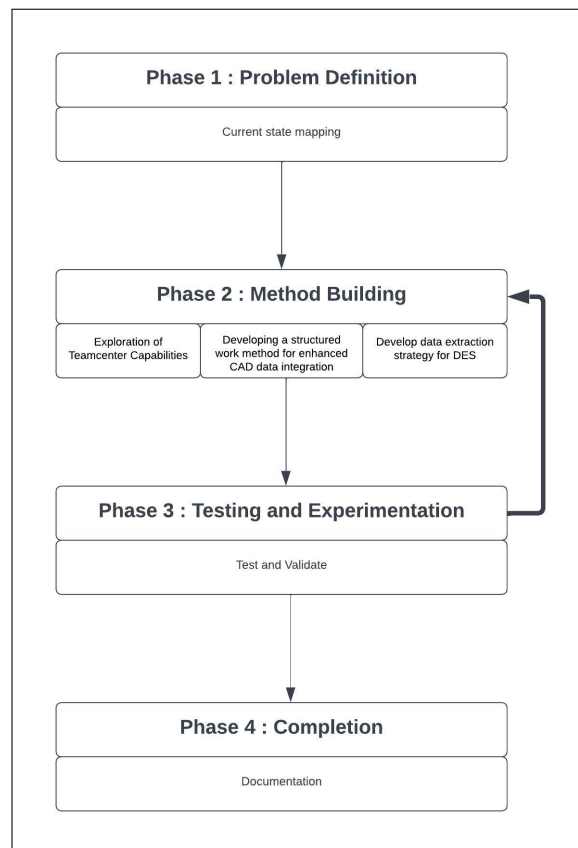 Phase 1 : Problem Definition
Current state mapping
Phase 2 : Method Building
Exploration of
Teamcenter Capabilities
Developing a structured
work method for enhanced
CAD data integration
Develop data extraction
strategy for DES
Phase 3 : Testing and Experimentation
Test and Validate
Phase 4 : Completion
Documentation